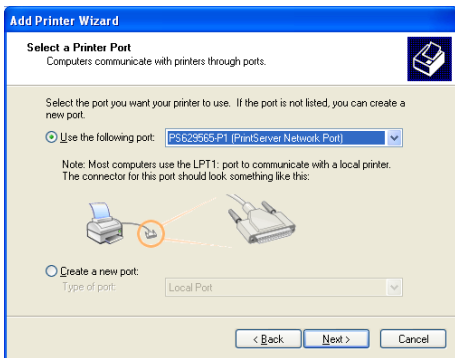 Add Printer Wizard
Select a Printer Port
Computers communicate with printers through ports.
Select the port you want your printer to use. If the port is not listed, you can create a
new port.
Use the following port: PS629565-P1 (PrintServer Network Port)
Note: Most computers use the LPT1: port to communicate with a local printer.
The connector for this port should look something like this:
Create a new port:
Type of port: Local Port
< Back Next > Cancel